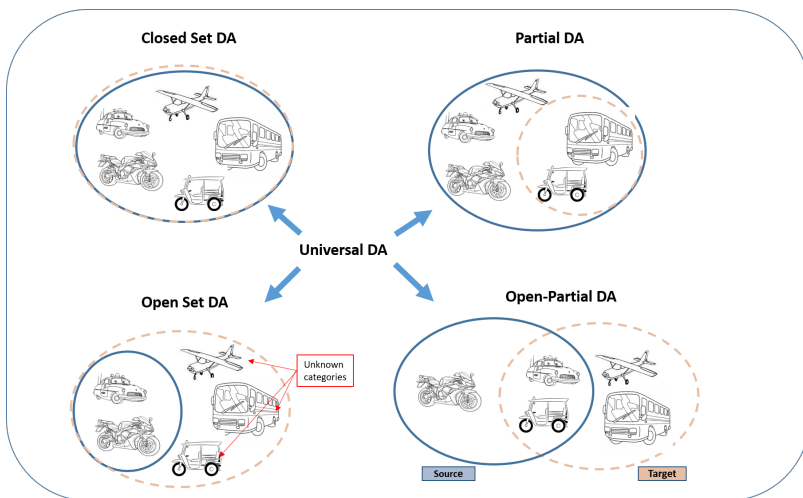 Closed Set DA
Partial DA
Universal DA
Open Set DA
Open-Partial DA
Unknown
categories
Source
Target